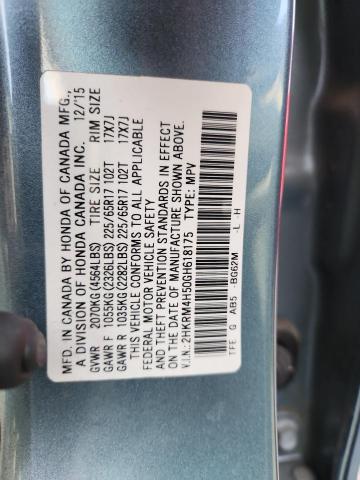 MFD. IN CANADA BY HONDA OF CANADA MFG.,
A DIVISION OF HONDA CANADA INC. 12/'15
TIRE SIZE RIM SIZE
GVWR 2070KG(4564LBS)
GAWR F 1055KG(2326LBS) 225/65R17 102T 17X7J
GAWR R 1035KG(2282LBS) 225/65R17 102T 17X7J
THIS VEHICLE CONFORMS TO ALL APPLICABLE
FEDERAL MOTOR VEHICLE SAFETY
AND THEFT PREVENTION STANDARDS IN EFFECT
ON THE DATE OF MANUFACTURE SHOWN ABOVE.
V.I.N.: 2HKRM4H50GH618175 TYPE: MPV
TFE G AB5 -BG62M -L -H